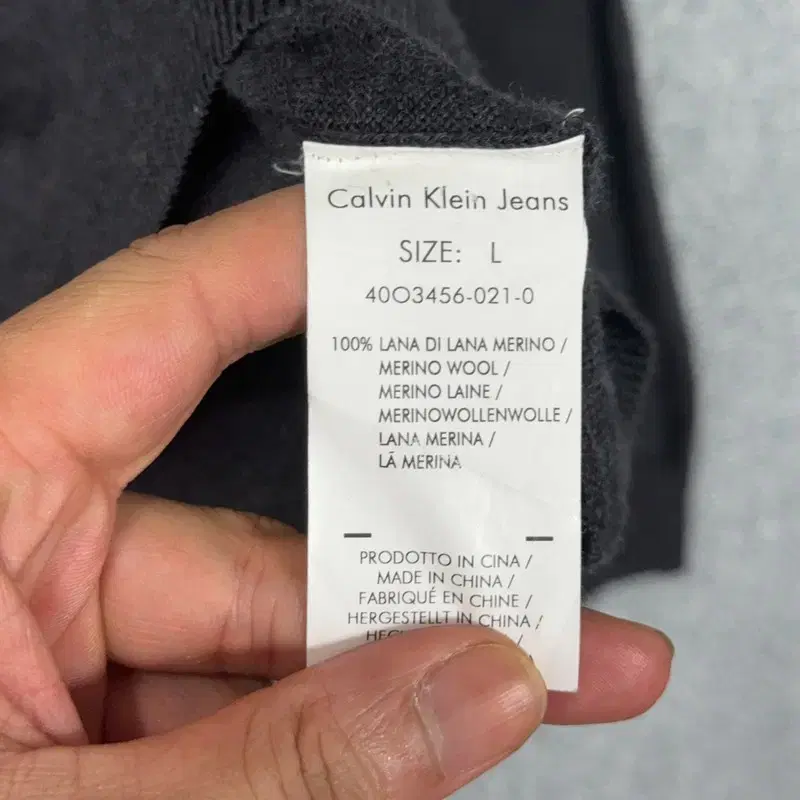 Calvin Klein Jeans
SIZE: L
40O3456-021-0
100% LANA DI LANA MERINO /
MERINO WOOL /
MERINO LAINE /
MERINOWOLLENWOLLE /
LANA MERINA /
LÃ MERINA
PRODOTTO IN CINA /
MADE IN CHINA /
FABRIQUÉ EN CHINE /
HERGESTELLT IN CHINA /